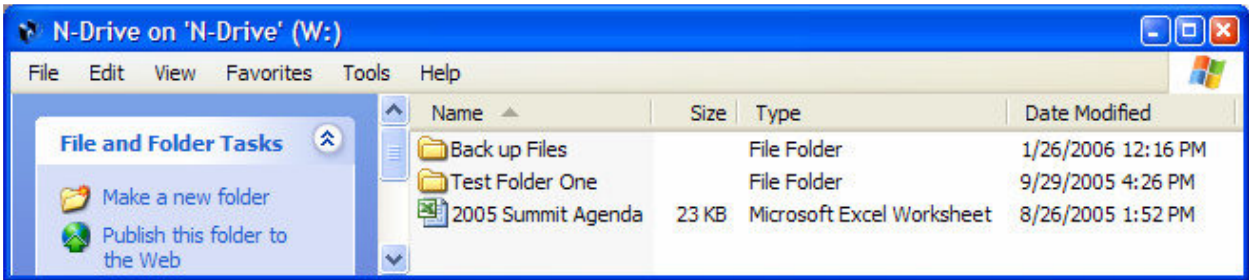 N-Drive on 'N-Drive' (W:)
File Edit View Favorites Tools Help
File and Folder Tasks
Make a new folder
Publish this folder to
the Web
Name Size Type Date Modified
Back up Files File Folder 1/26/2006 12:16 PM
Test Folder One File Folder 9/29/2005 4:26 PM
2005 Summit Agenda 23 KB Microsoft Excel Worksheet 8/26/2005 1:52 PM